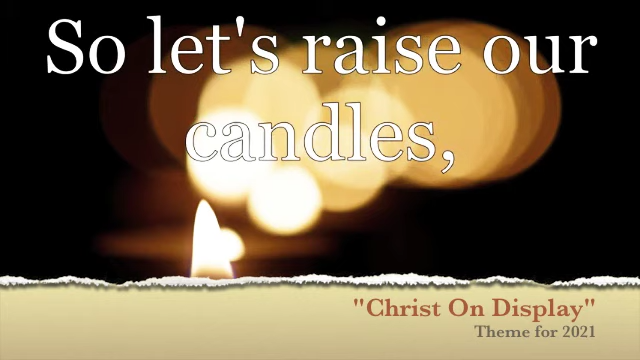 So let's raise our
candles,
"Christ On Display"
Theme for 2021